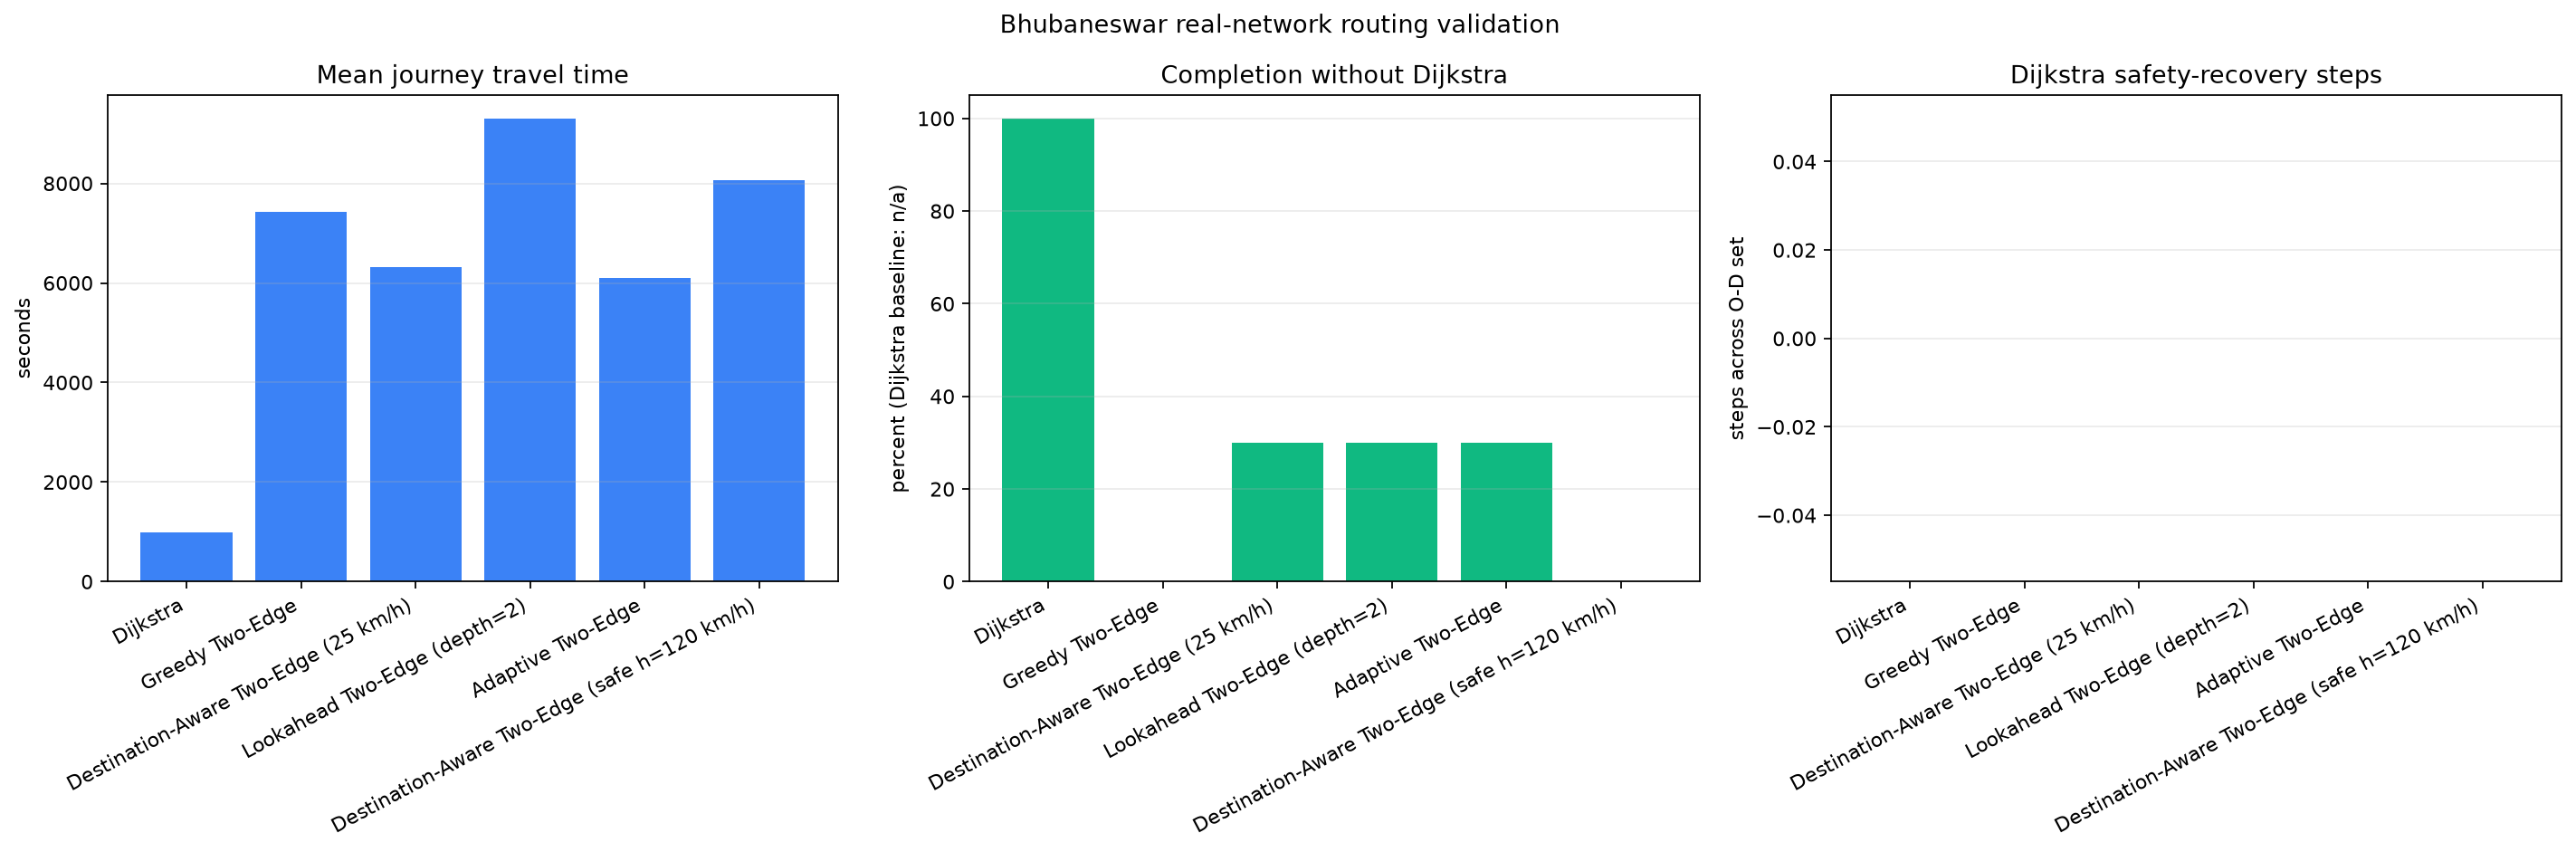 Bhubaneswar real-network routing validation
Mean journey travel time
seconds
8000
6000
4000
2000
0
Dijkstra
Greedy Two-Edge
Destination-Aware Two-Edge (25 km/h)
Lookahead Two-Edge (depth=2)
Adaptive Two-Edge
Destination-Aware Two-Edge (safe h=120 km/h)
Completion without Dijkstra
percent (Dijkstra baseline: n/a)
100
80
60
40
20
0
Dijkstra
Greedy Two-Edge
Destination-Aware Two-Edge (25 km/h)
Lookahead Two-Edge (depth=2)
Adaptive Two-Edge
Destination-Aware Two-Edge (safe h=120 km/h)
Dijkstra safety-recovery steps
steps across O-D set
0.04
0.02
0.00
−0.02
−0.04
Dijkstra
Greedy Two-Edge
Destination-Aware Two-Edge (25 km/h)
Lookahead Two-Edge (depth=2)
Adaptive Two-Edge
Destination-Aware Two-Edge (safe h=120 km/h)